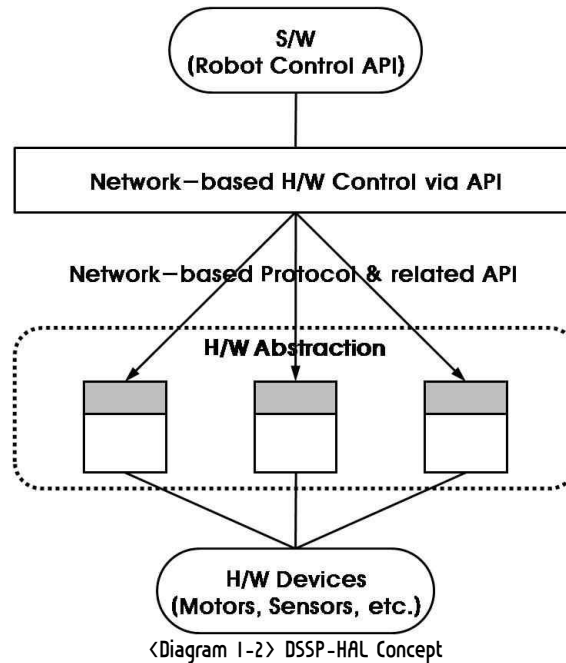 S/W
(Robot Control API)
Network-based H/W Control via API
Network-based Protocol & related API
H/W Abstraction
H/W Devices
(Motors, Sensors, etc.)
<Diagram 1-2> DSSP-HAL Concept